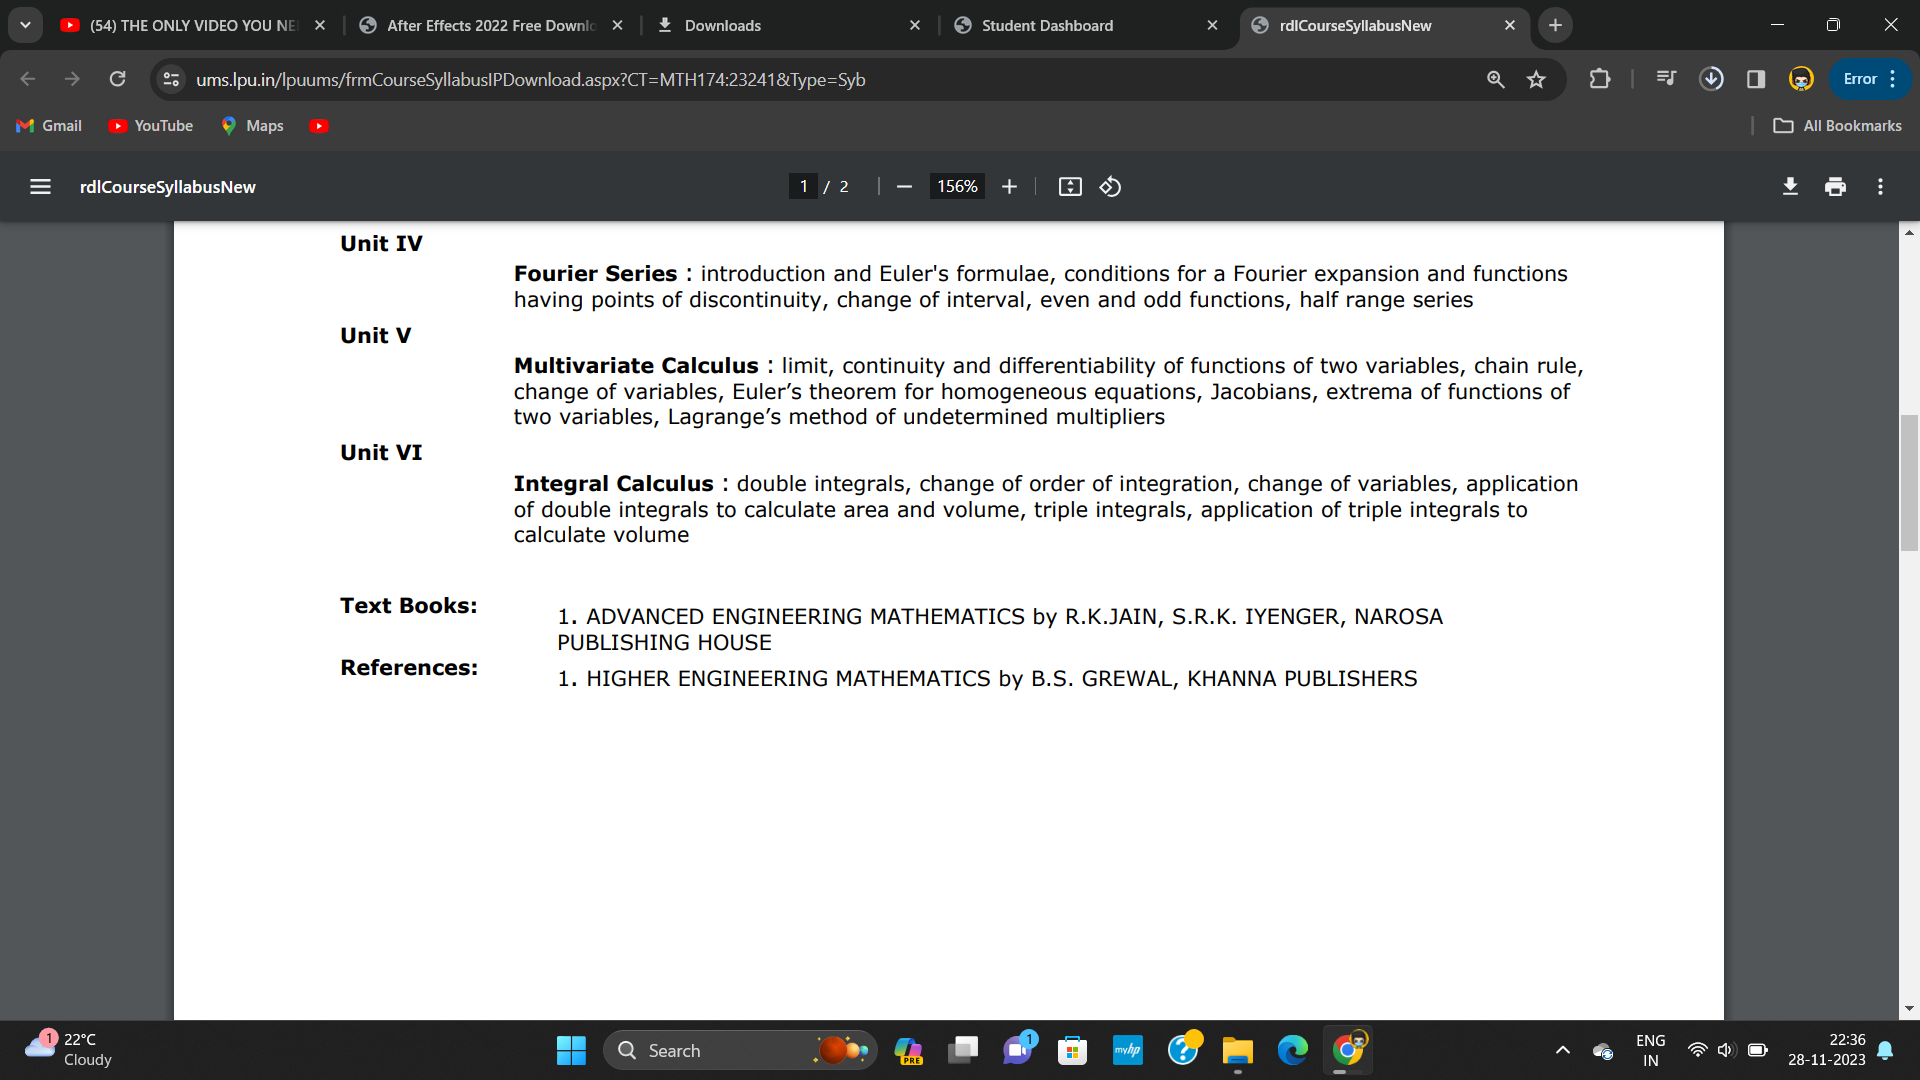 (54) THE ONLY VIDEO YOU NE
After Effects 2022 Free Downlo
Downloads
Student Dashboard
rdlCourseSyllabusNew
ums.lpu.in/lpuums/frmCourseSyllabusIPDownload.aspx?CT=MTH174:23241&Type=Syb
Error
Gmail
YouTube
Maps
All Bookmarks
rdlCourseSyllabusNew
1 / 2
156%
Unit IV
Fourier Series : introduction and Euler's formulae, conditions for a Fourier expansion and functions
having points of discontinuity, change of interval, even and odd functions, half range series
Unit V
Multivariate Calculus : limit, continuity and differentiability of functions of two variables, chain rule,
change of variables, Euler’s theorem for homogeneous equations, Jacobians, extrema of functions of
two variables, Lagrange’s method of undetermined multipliers
Unit VI
Integral Calculus : double integrals, change of order of integration, change of variables, application
of double integrals to calculate area and volume, triple integrals, application of triple integrals to
calculate volume
Text Books:
1. ADVANCED ENGINEERING MATHEMATICS by R.K.JAIN, S.R.K. IYENGER, NAROSA
PUBLISHING HOUSE
References:
1. HIGHER ENGINEERING MATHEMATICS by B.S. GREWAL, KHANNA PUBLISHERS
1
22°C
Cloudy
Search
PRE
1
myhp
ENG
IN
22:36
28-11-2023